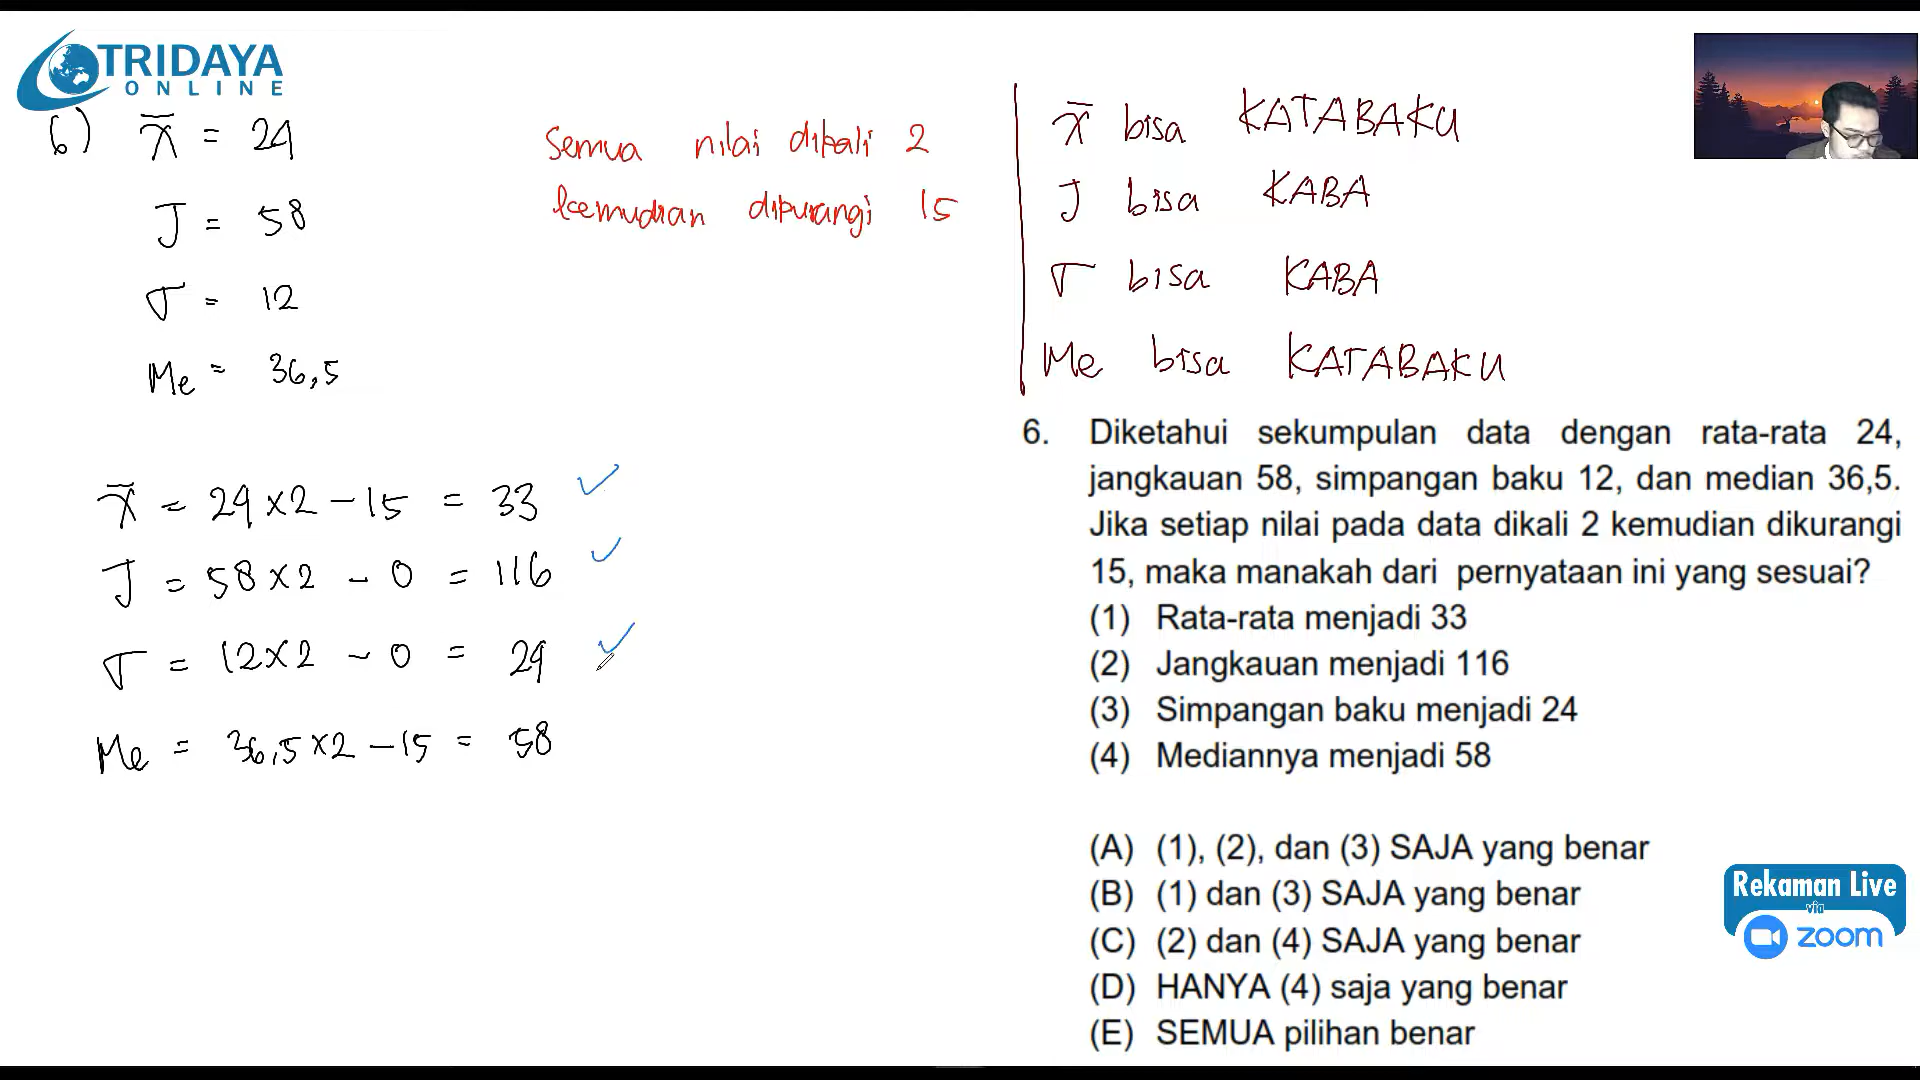 TRIDAYA
ONLINE
6) x̄ = 24
J = 58
σ = 12
Me = 36,5
Semua nilai dikali 2
kemudian dikurangi 15
x̄ bisa KATABAKU
J bisa KABA
σ bisa KABA
Me bisa KATABAKU
x̄ = 24 x 2 - 15 = 33 ✓
J = 58 x 2 - 0 = 116 ✓
σ = 12 x 2 - 0 = 24 ✓
Me = 36,5 x 2 - 15 = 58
6. Diketahui sekumpulan data dengan rata-rata 24,
jangkauan 58, simpangan baku 12, dan median 36,5.
Jika setiap nilai pada data dikali 2 kemudian dikurangi
15, maka manakah dari pernyataan ini yang sesuai?
(1) Rata-rata menjadi 33
(2) Jangkauan menjadi 116
(3) Simpangan baku menjadi 24
(4) Mediannya menjadi 58
(A) (1), (2), dan (3) SAJA yang benar
(B) (1) dan (3) SAJA yang benar
(C) (2) dan (4) SAJA yang benar
(D) HANYA (4) saja yang benar
(E) SEMUA pilihan benar
Rekaman Live
via
zoom